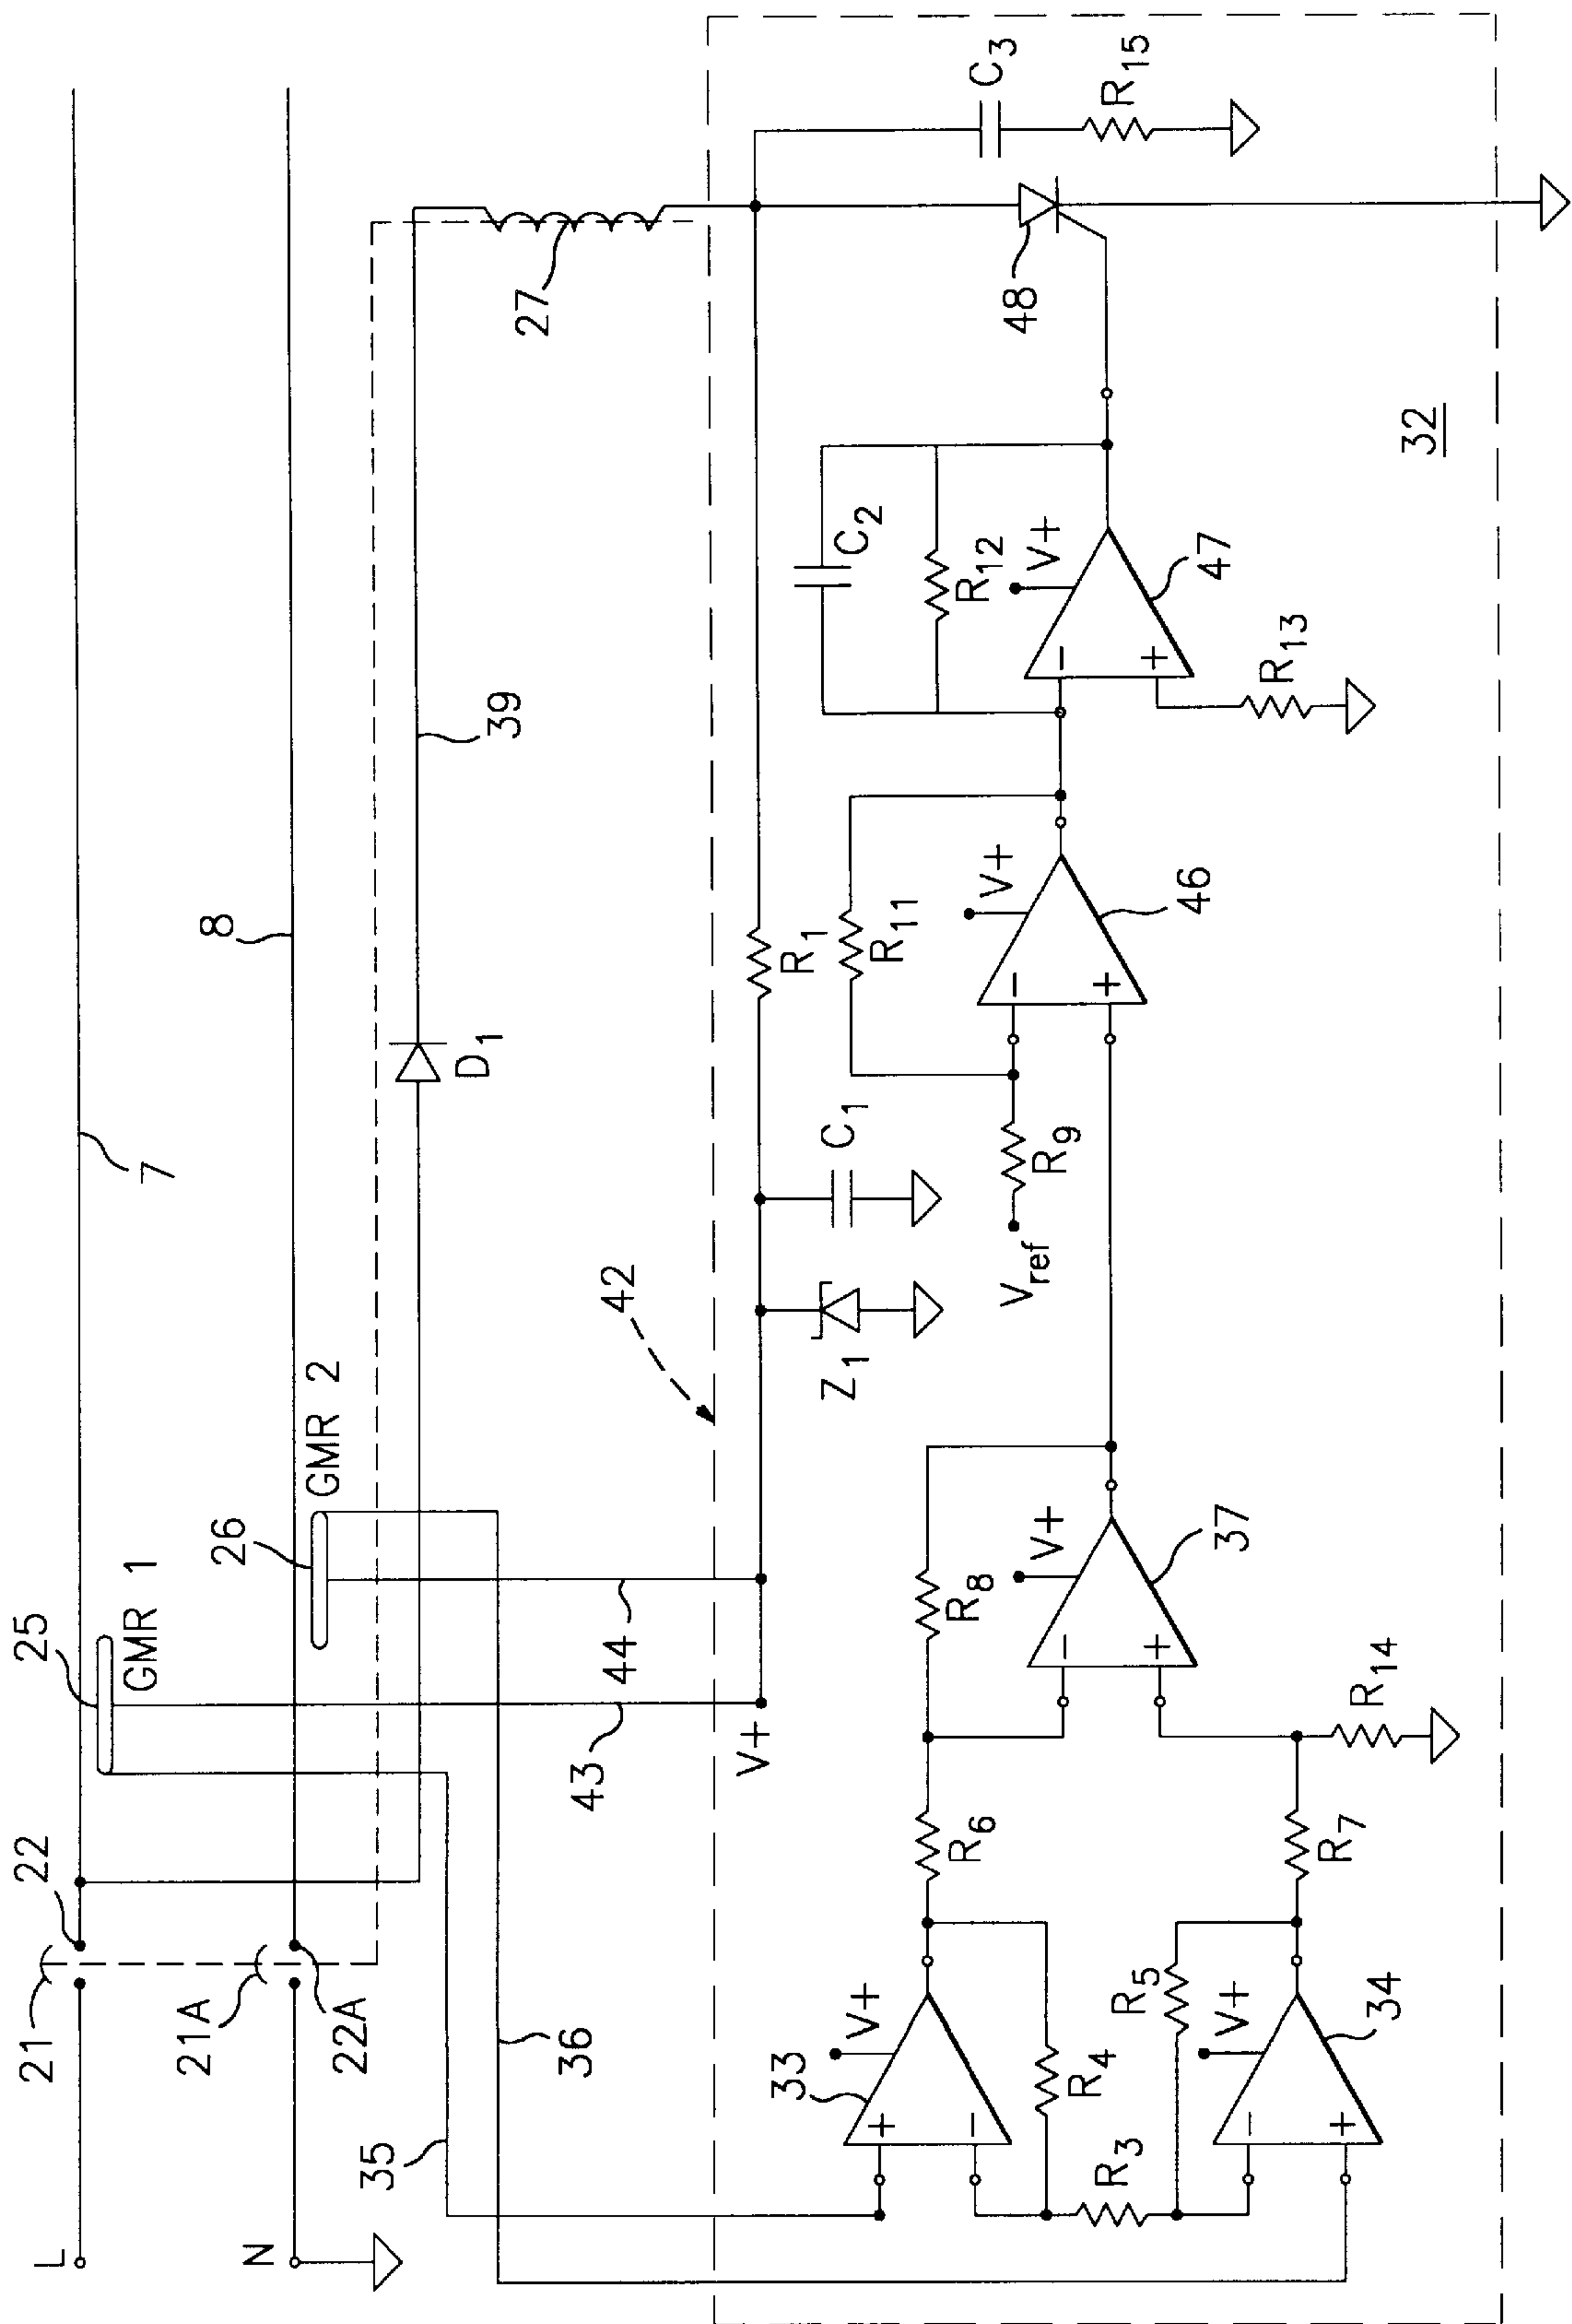 L
N
21
22
21A
22A
25
GMR 1
26
GMR 2
7
8
35
36
43
44
V+
42
39
D1
27
Z1
C1
R1
C3
R15
33
V+
R4
R3
R5
V+
34
R6
R7
R8
V+
37
R14
Vref
R9
R11
V+
46
C2
R12
V+
47
R13
48
32